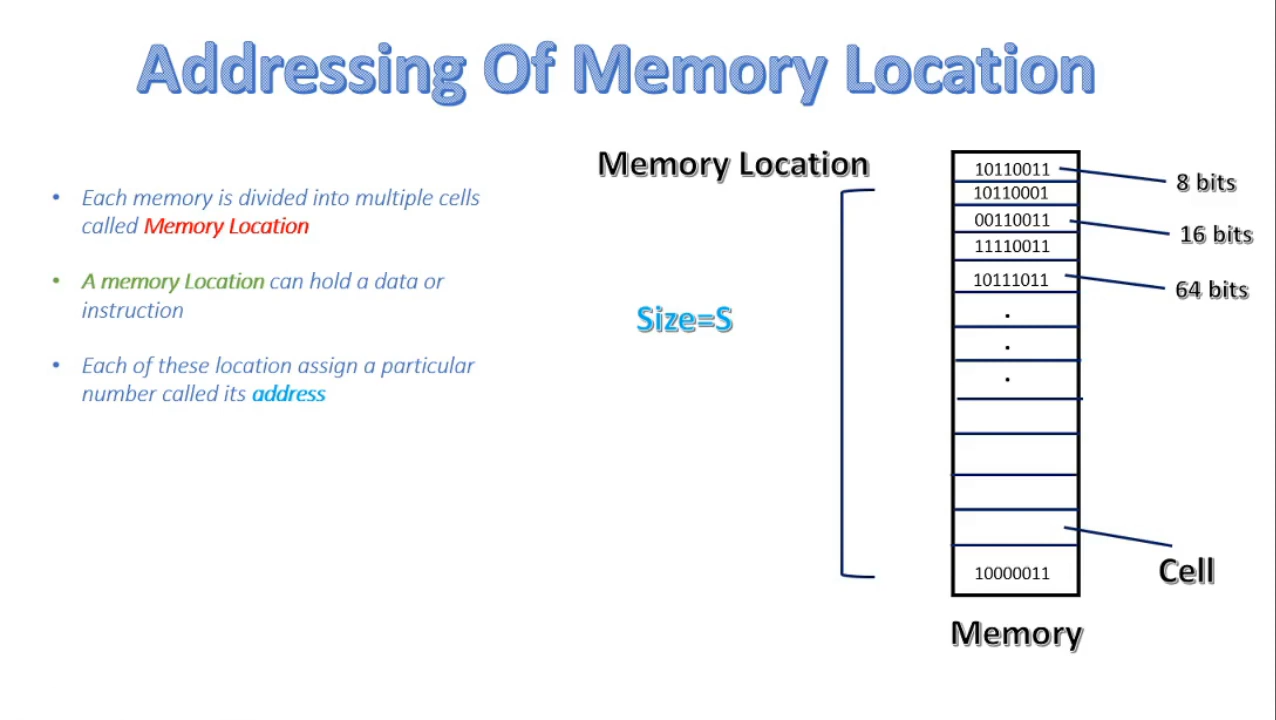 Addressing Of Memory Location
• Each memory is divided into multiple cells
called Memory Location
• A memory Location can hold a data or
instruction
• Each of these location assign a particular
number called its address
Memory Location
Size=S
10110011
10110001
00110011
11110011
10111011
.
.
.
10000011
8 bits
16 bits
64 bits
Cell
Memory